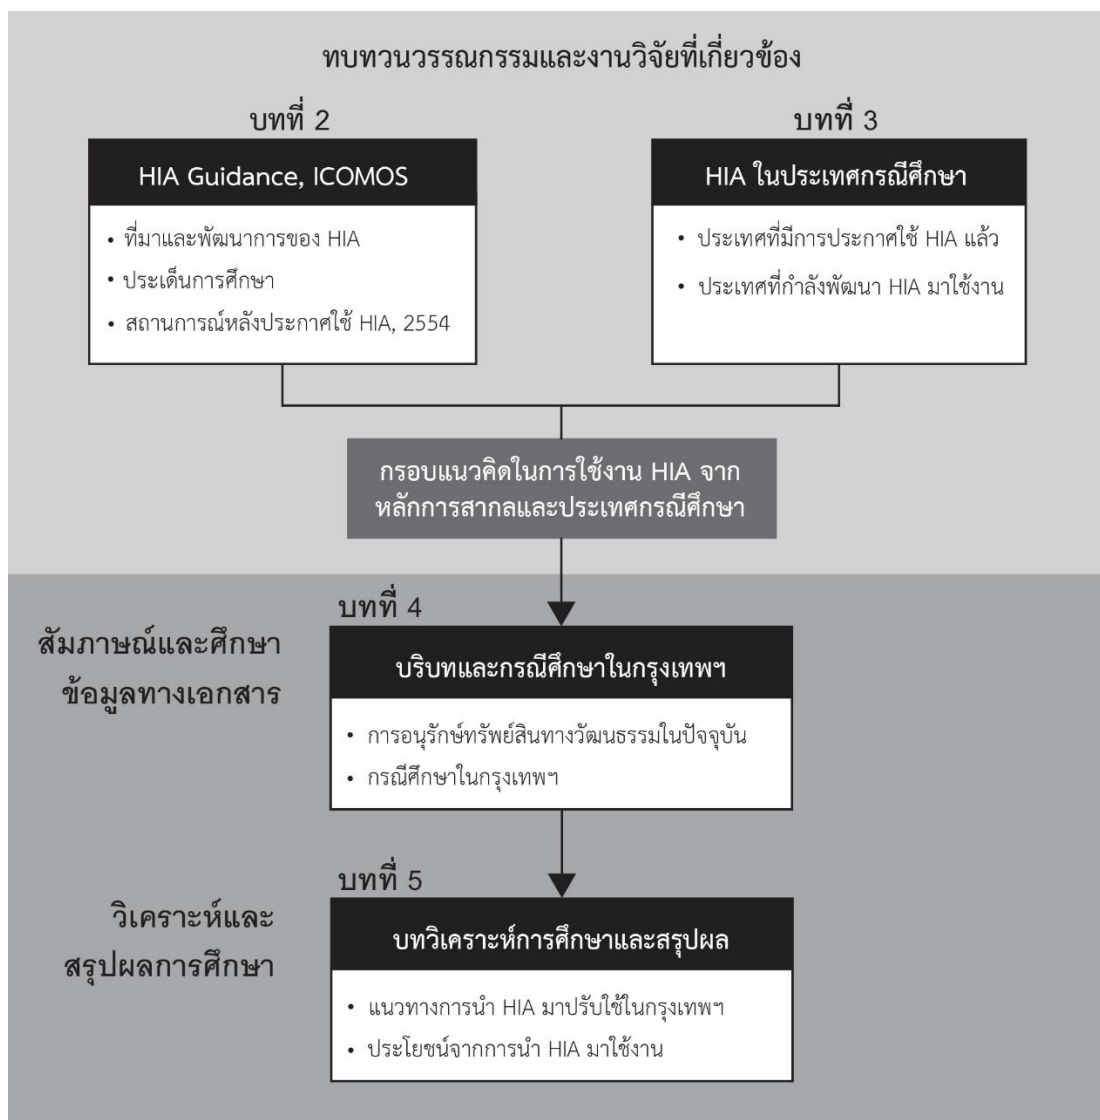 ทบทวนวรรณกรรมและงานวิจัยที่เกี่ยวข้อง
บทที่ 2
HIA Guidance, ICOMOS
• ที่มาและพัฒนาการของ HIA
• ประเด็นการศึกษา
• สถานการณ์หลังประกาศใช้ HIA, 2554
บทที่ 3
HIA ในประเทศกรณีศึกษา
• ประเทศที่มีการประกาศใช้ HIA แล้ว
• ประเทศที่กำลังพัฒนา HIA มาใช้งาน
กรอบแนวคิดในการใช้งาน HIA จาก
หลักการสากลและประเทศกรณีศึกษา
สัมภาษณ์และศึกษา
ข้อมูลทางเอกสาร
บทที่ 4
บริบทและกรณีศึกษาในกรุงเทพฯ
• การอนุรักษ์ทรัพย์สินทางวัฒนธรรมในปัจจุบัน
• กรณีศึกษาในกรุงเทพฯ
วิเคราะห์และ
สรุปผลการศึกษา
บทที่ 5
บทวิเคราะห์การศึกษาและสรุปผล
• แนวทางการนำ HIA มาปรับใช้ในกรุงเทพฯ
• ประโยชน์จากการนำ HIA มาใช้งาน